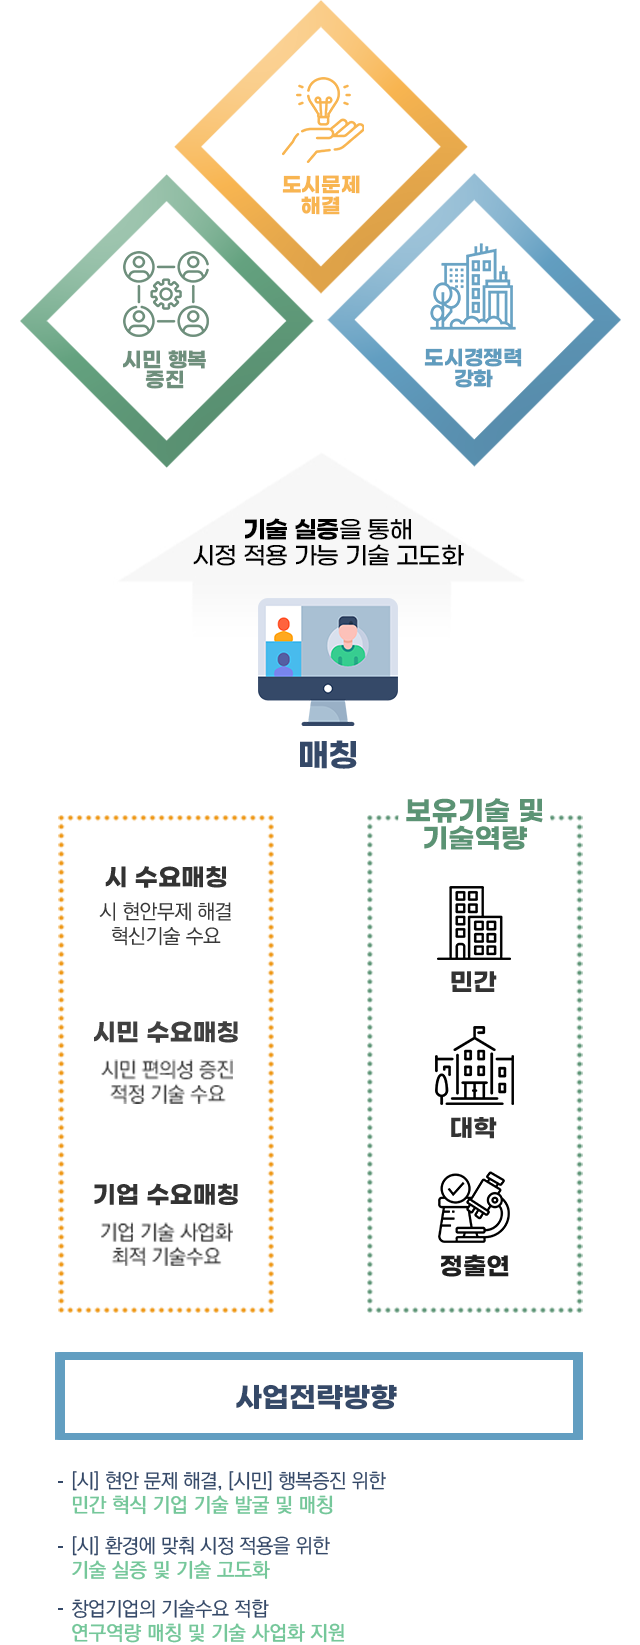 도시문제
해결
시민 행복
증진
도시경쟁력
강화
기술 실증을 통해
시정 적용 가능 기술 고도화
매칭
시 수요매칭
시 현안무제 해결
혁신기술 수요
시민 수요매칭
시민 편의성 증진
적정 기술 수요
기업 수요매칭
기업 기술 사업화
최적 기술수요
보유기술 및
기술역량
민간
대학
정출연
사업전략방향
- [시] 현안 문제 해결, [시민] 행복증진 위한
민간 혁식 기업 기술 발굴 및 매칭
- [시] 환경에 맞춰 시정 적용을 위한
기술 실증 및 기술 고도화
- 창업기업의 기술수요 적합
연구역량 매칭 및 기술 사업화 지원